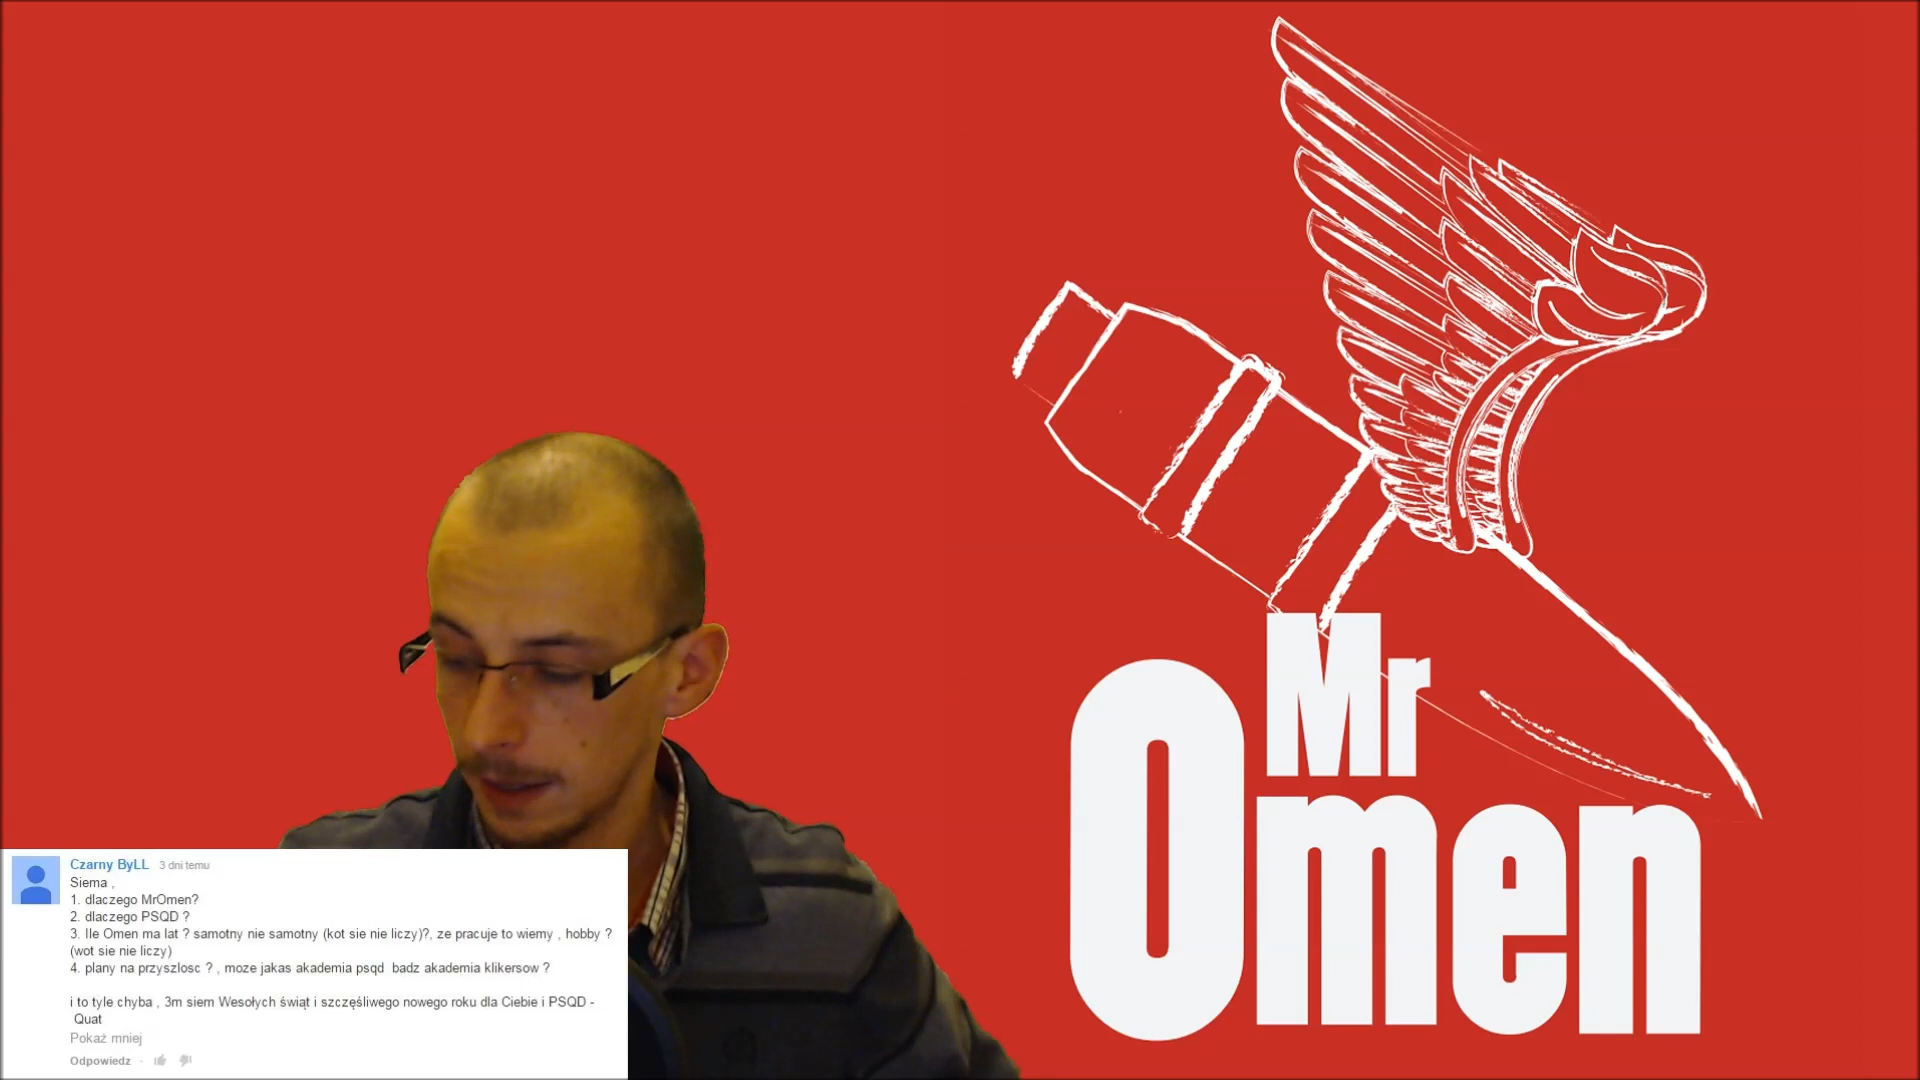 Mr
Omen
Czarny ByLL 3 dni temu
Siema ,
1. dlaczego MrOmen?
2. dlaczego PSQD ?
3. Ile Omen ma lat ? samotny nie samotny (kot sie nie liczy)?, ze pracuje to wiemy , hobby ?
(wot sie nie liczy)
4. plany na przyszlosc ? , moze jakas akademia psqd badz akademia klikersow ?
i to tyle chyba , 3m siem Wesołych świąt i szczęśliwego nowego roku dla Ciebie i PSQD -
Quat
Pokaż mniej
Odpowiedz ·